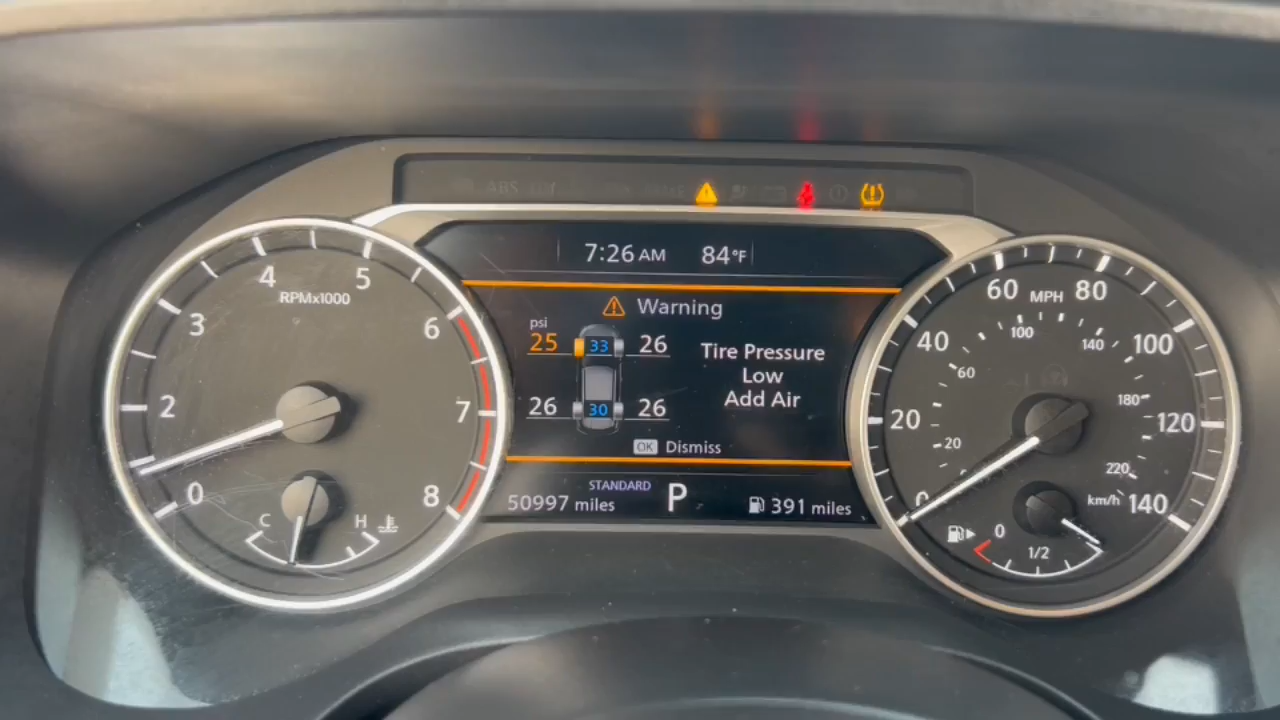 ABS
7:26 AM 84°F
Warning
psi
25 33 26
26 30 26
Tire Pressure
Low
Add Air
OK Dismiss
STANDARD
50997 miles P 391 miles
RPMx1000
0
2
3
4
5
6
7
8
C H
MPH
0
20
40
60
80
100
120
140
20
60
100
140
180
220
km/h
0 1/2